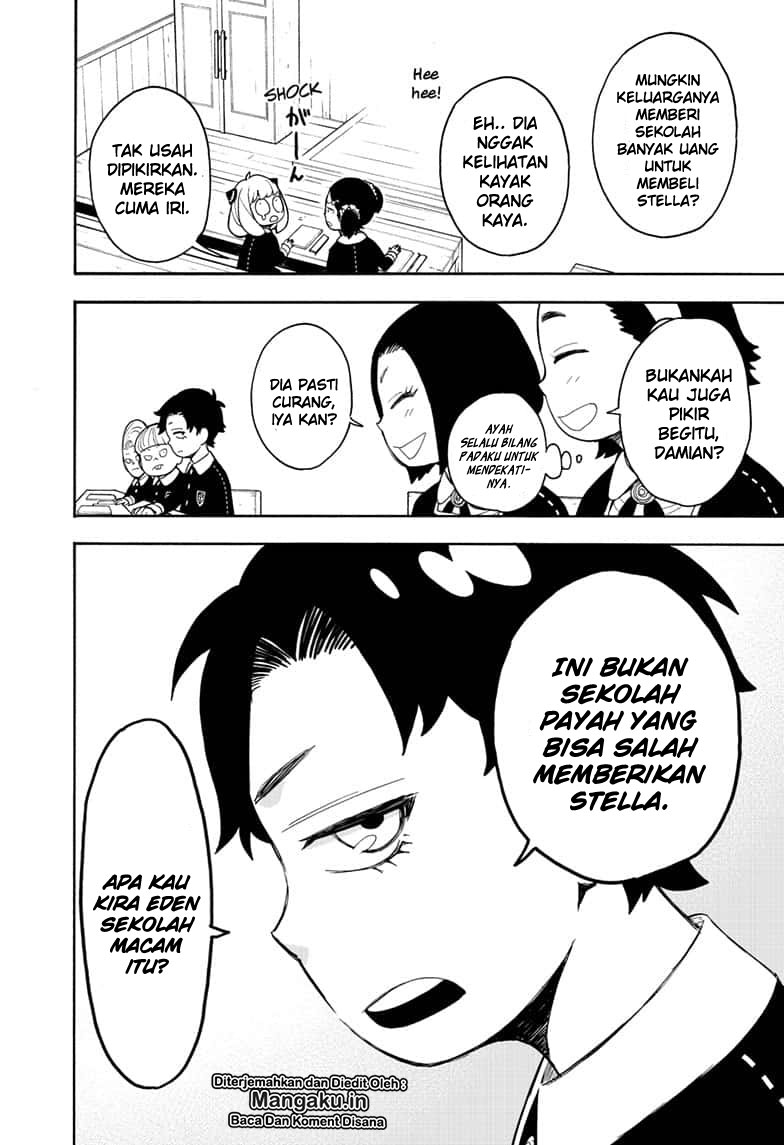 MUNGKIN
KELUARGANYA
MEMBERI
SEKOLAH
BANYAK UANG
UNTUK
MEMBELI
STELLA?
Hee
hee!
EH.. DIA
NGGAK
KELIHATAN
KAYAK
ORANG
KAYA.
SHOCK
がーん
TAK USAH
DIPIKIRKAN.
MEREKA
CUMA IRI.
BUKANKAH
KAU JUGA
PIKIR
BEGITU,
DAMIAN?
AYAH
SELALU BILANG
PADAKU UNTUK
MENDEKATI-
NYA.
DIA PASTI
CURANG,
IYA KAN?
INI BUKAN
SEKOLAH
PAYAH YANG
BISA SALAH
MEMBERIKAN
STELLA.
APA KAU
KIRA EDEN
SEKOLAH
MACAM
ITU?
Diterjemahkan dan Diedit Oleh:
Mangaku.in
Baca Dan Koment Disana